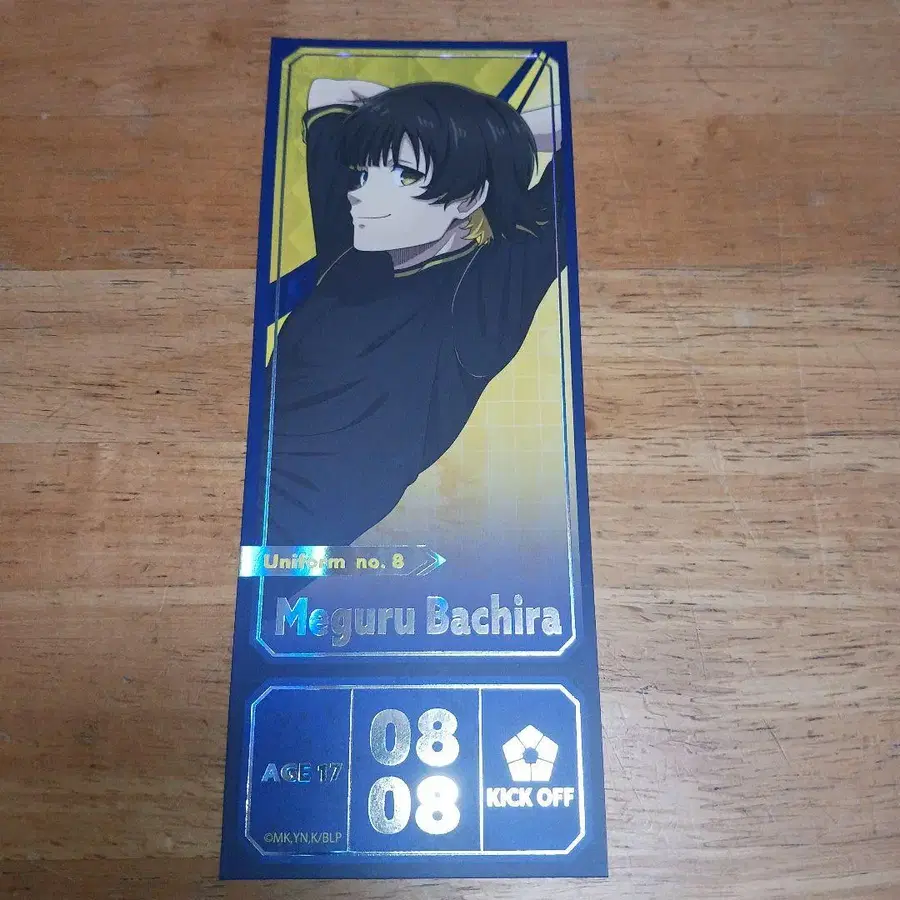 Uniform no. 8
Meguru Bachira
AGE 17
08
08
KICK OFF
©MK,YN,K/BLP